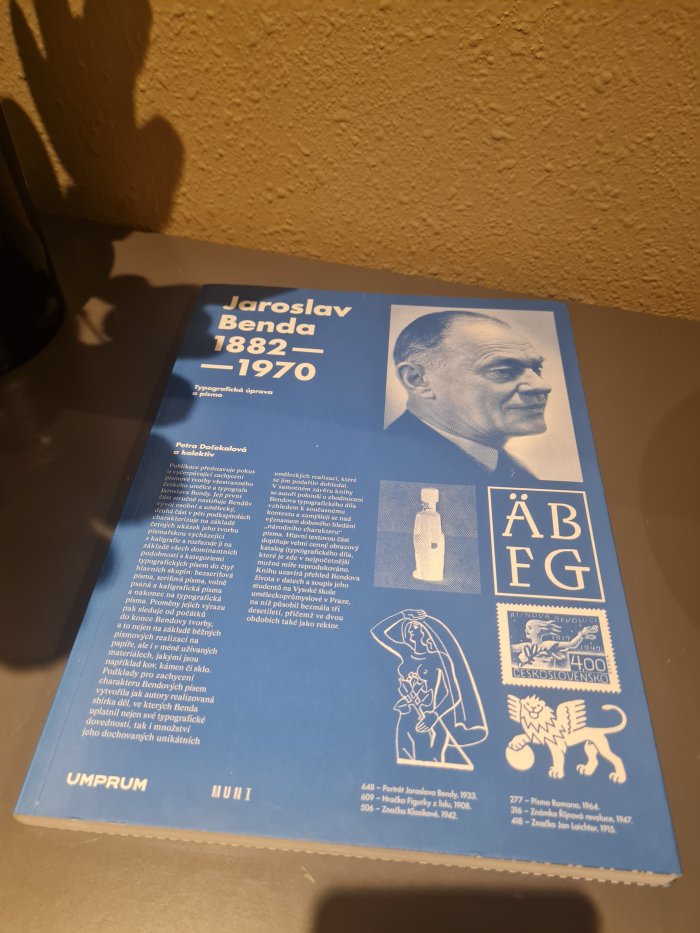 Jaroslav
Benda
1882—
—1970
Typografická úprava
a písmo
Petra Dočekalová
a kolektiv
Publikace představuje pokus
o vyčerpávající zachycení
písmové tvorby všestranného
českého umělce a typografa
Jaroslava Bendy. Její první
část stručně nastiňuje Bendův
vývoj osobní a umělecký,
druhá část v pěti podkapitolách
charakterizuje na základě
četných ukázek jeho tvorbu
písmařskou vycházející
z kaligrafie a rozřazuje ji na
základě všech dominantních
podobností s kategoriemi
typografických písem do čtyř
hlavních skupin: bezserifová
písma, serifová písma, volně
psaná a kaligrafická písma
a nakonec na typografická
písma. Proměny jejich výrazu
pak sleduje od počátků
do konce Bendovy tvorby,
a to nejen na základě běžných
písmových realizací na
papíře, ale i v méně užívaných
materiálech, jakými jsou
například kov, kámen či sklo.
Podklady pro zachycení
charakteru Bendových písem
vytvořila jak autory realizovaná
sbírka děl, ve kterých Benda
uplatnil nejen své typografické
dovednosti, tak i množství
jeho dochovaných unikátních
uměleckých realizací, které
se jim podařilo dohledat.
V samotném závěru knihy
se autoři pokouší o zhodnocení
Bendova typografického díla
vzhledem k současnému
kontextu a zamýšlejí se nad
významem dobového hledání
„národního charakteru“
písma. Hlavní textovou část
doplňuje velmi cenný obrazový
katalog (typo)grafického díla,
které je zde v nejpočetnější
možné míře reprodukováno.
Knihu uzavírá přehled Bendova
života v datech a soupis jeho
studentů na Vysoké škole
uměleckoprůmyslové v Praze,
na níž působil bezmála tři
desetiletí, přičemž ve dvou
obdobích také jako rektor.
ÄB
FG
ŘÍJNOVÁ REVOLUCE
1917
1947
4.00
ČESKOSLOVENSKO
UMPRUM
MUNI
648 – Portrét Jaroslava Bendy, 1933.
609 – Hračka Figurky z lidu, 1908.
506 – Značka Klasikové, 1942.
277 – Písmo Romana, 1964.
316 – Známka Říjnová revoluce, 1947.
418 – Značka Jan Laichter, 1915.